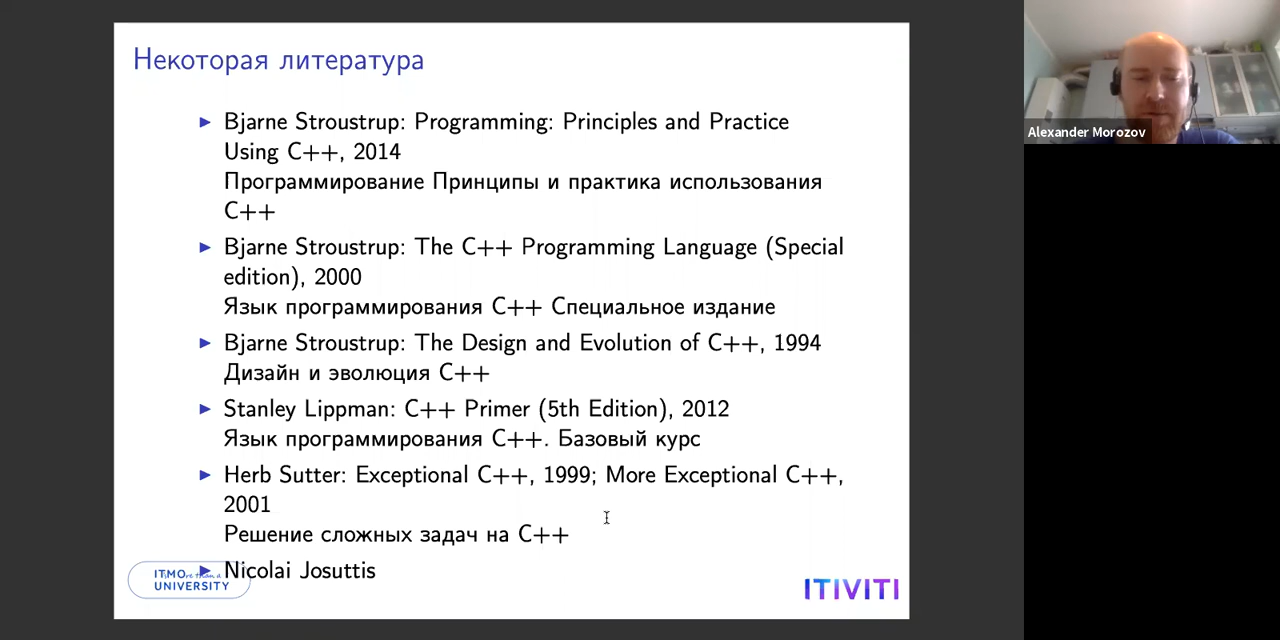 Некоторая литература
Bjarne Stroustrup: Programming: Principles and Practice
Using C++, 2014
Программирование Принципы и практика использования
C++
Bjarne Stroustrup: The C++ Programming Language (Special
edition), 2000
Язык программирования C++ Специальное издание
Bjarne Stroustrup: The Design and Evolution of C++, 1994
Дизайн и эволюция C++
Stanley Lippman: C++ Primer (5th Edition), 2012
Язык программирования C++. Базовый курс
Herb Sutter: Exceptional C++, 1999; More Exceptional C++,
2001
Решение сложных задач на C++
Nicolai Josuttis
ITMO than a
UNIVERSITY
ITIVITI
Alexander Morozov